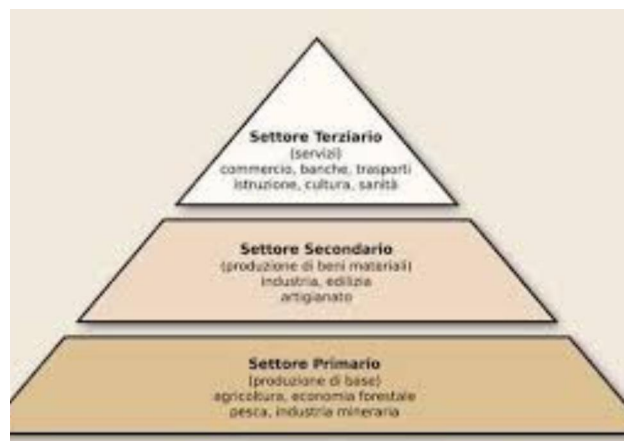 Settore Terziario
(servizi)
commercio, banche, trasporti
istruzione, cultura, sanità
Settore Secondario
(produzione di beni materiali)
industria, edilizia
artigianato
Settore Primario
(produzione di base)
agricoltura, economia forestale
pesca, industria mineraria